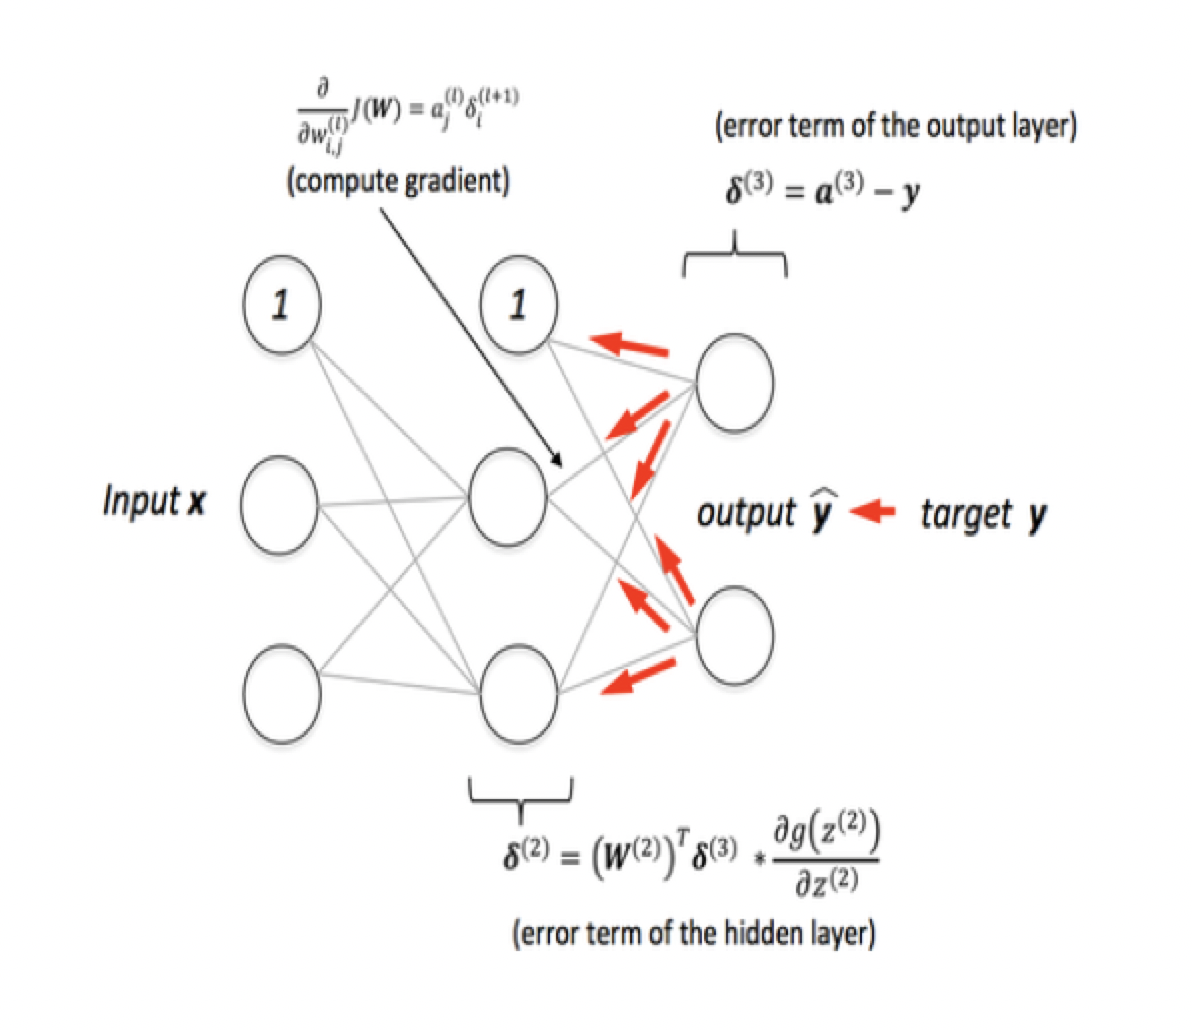 ∂/∂w_{i,j}^{(l)} J(W) = a_j^{(l)} δ_i^{(l+1)}
(compute gradient)
(error term of the output layer)
δ^{(3)} = a^{(3)} − y
1
1
Input x
output ŷ
target y
δ^{(2)} = (W^{(2)})^T δ^{(3)} * ∂g(z^{(2)})/∂z^{(2)}
(error term of the hidden layer)